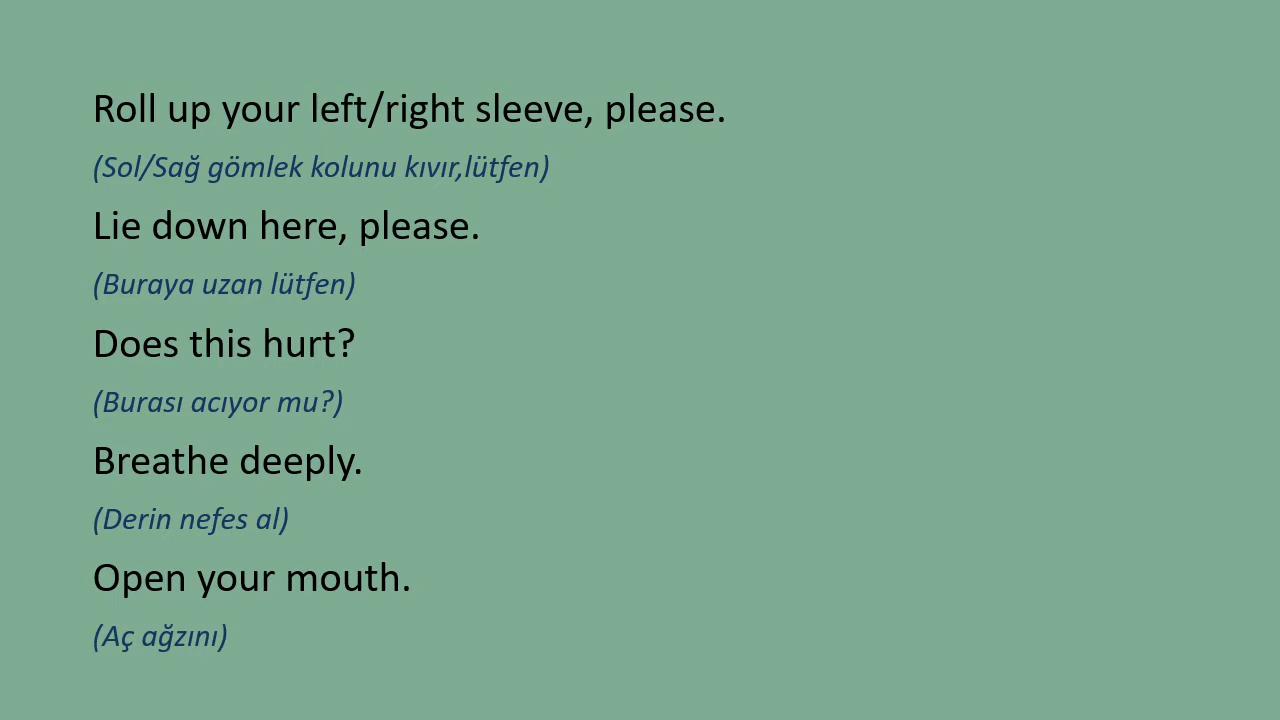 Roll up your left/right sleeve, please.
(Sol/Sağ gömlek kolunu kıvır,lütfen)
Lie down here, please.
(Buraya uzan lütfen)
Does this hurt?
(Burası acıyor mu?)
Breathe deeply.
(Derin nefes al)
Open your mouth.
(Aç ağzını)